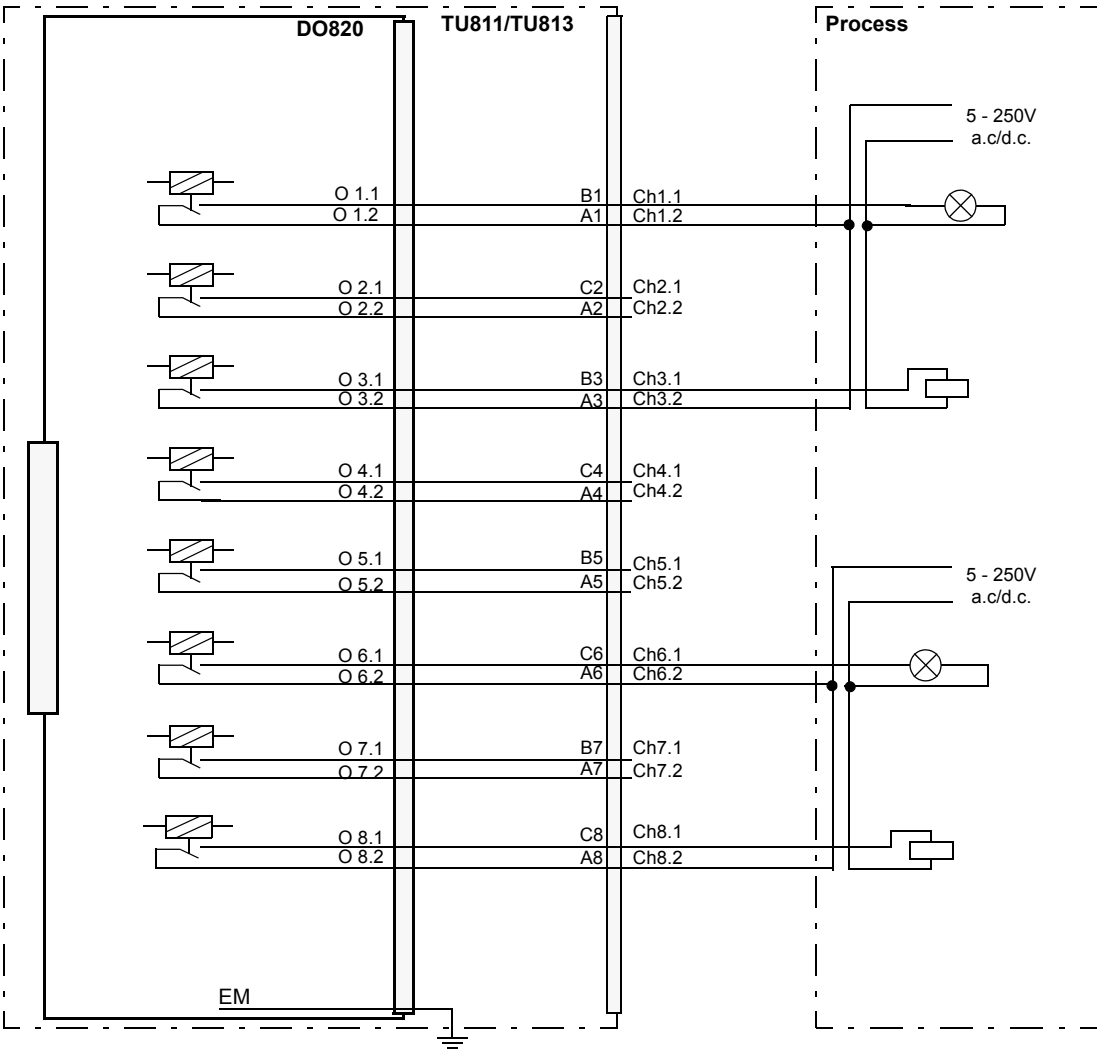 DO820
TU811/TU813
Process
5 - 250V
a.c/d.c.
O 1.1 B1 Ch1.1
O 1.2 A1 Ch1.2
O 2.1 C2 Ch2.1
O 2.2 A2 Ch2.2
O 3.1 B3 Ch3.1
O 3.2 A3 Ch3.2
O 4.1 C4 Ch4.1
O 4.2 A4 Ch4.2
O 5.1 B5 Ch5.1
O 5.2 A5 Ch5.2
5 - 250V
a.c/d.c.
O 6.1 C6 Ch6.1
O 6.2 A6 Ch6.2
O 7.1 B7 Ch7.1
O 7.2 A7 Ch7.2
O 8.1 C8 Ch8.1
O 8.2 A8 Ch8.2
EM